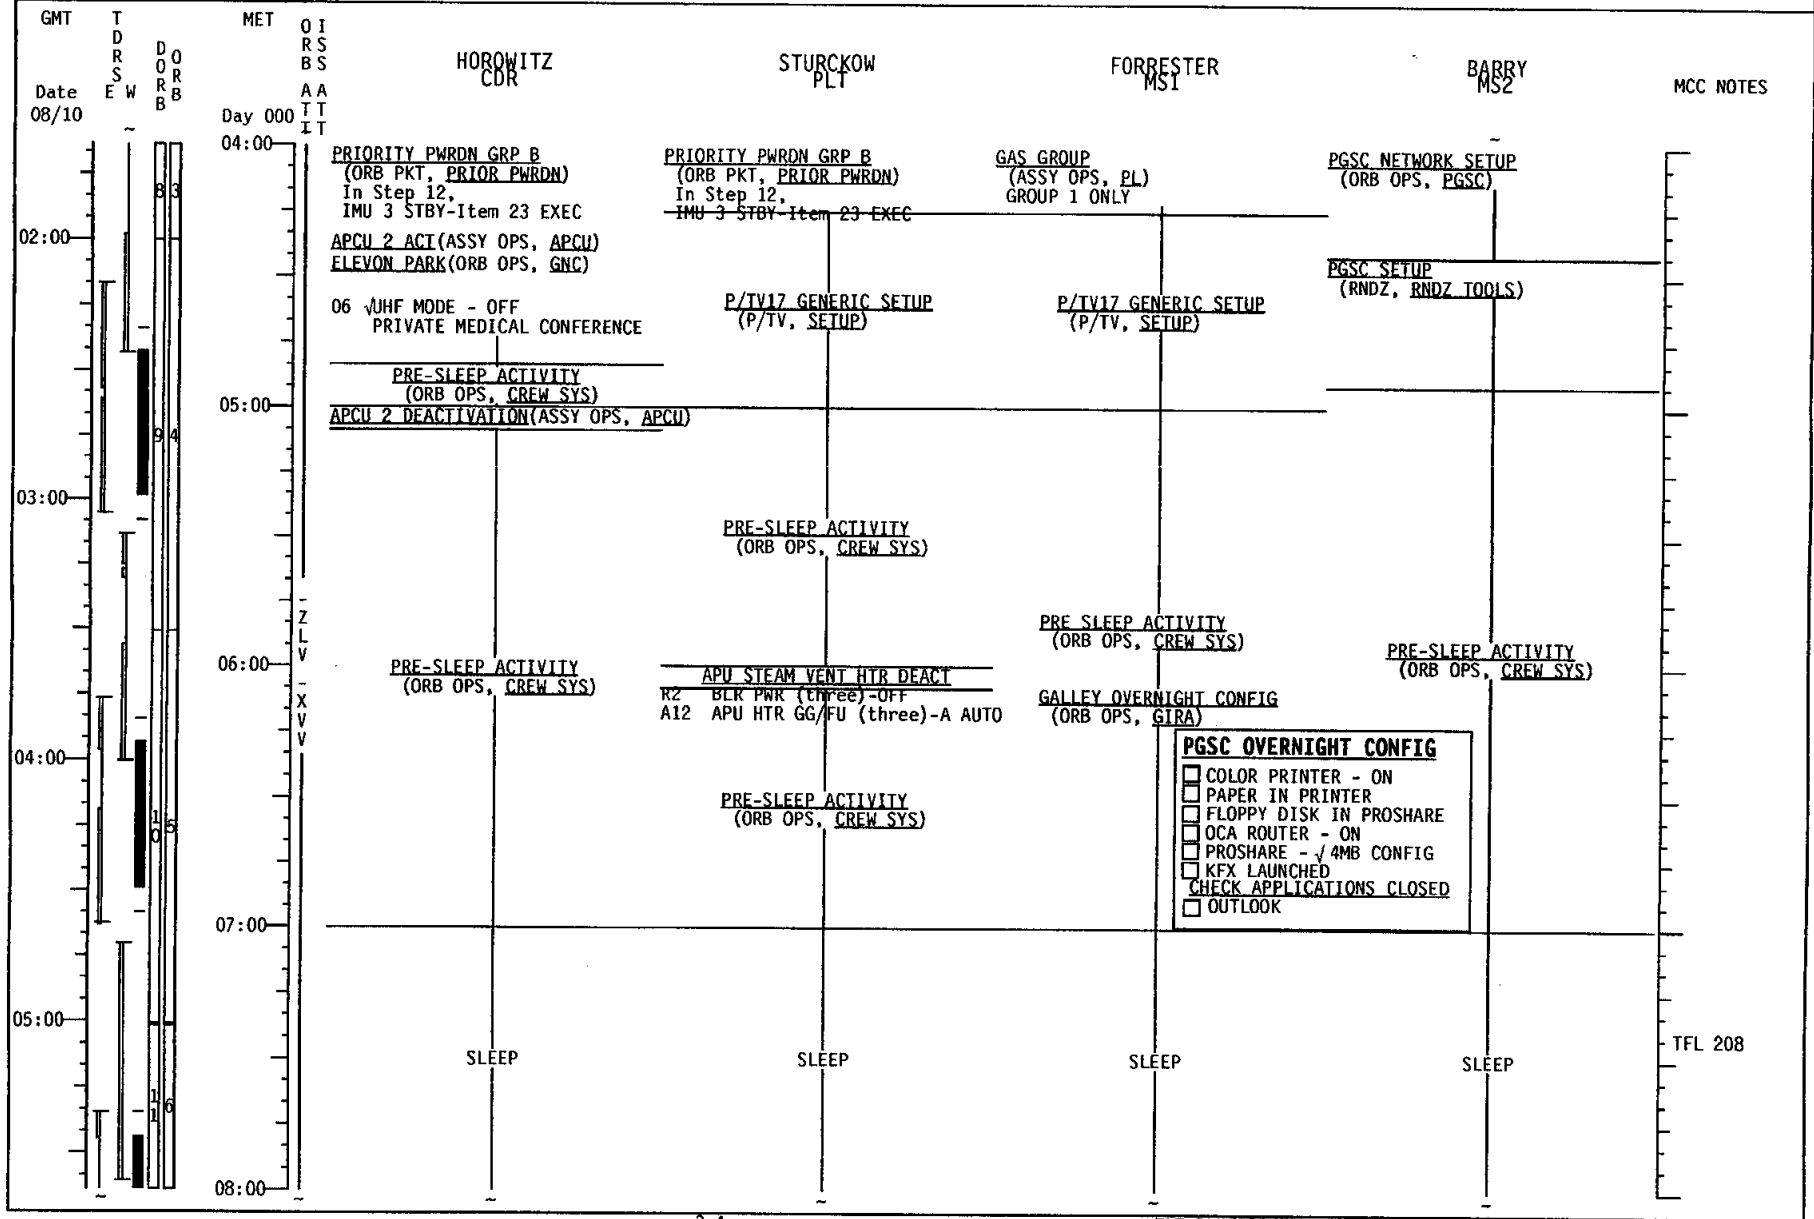 GMT
TDRS
E W
DORB
ORB
MET
ORB ATT
ISS ATT
Date
08/10
Day 000
HOROWITZ
CDR
STURCKOW
PLT
FORRESTER
MS1
BARRY
MS2
MCC NOTES
04:00
05:00
06:00
07:00
08:00
02:00
03:00
04:00
05:00
8 3
9 4
10 5
11 6
-ZLV -XVV
PRIORITY PWRDN GRP B
(ORB PKT, PRIOR PWRDN)
In Step 12,
IMU 3 STBY-Item 23 EXEC
APCU 2 ACT(ASSY OPS, APCU)
ELEVON PARK(ORB OPS, GNC)
06 √UHF MODE - OFF
PRIVATE MEDICAL CONFERENCE
PRE-SLEEP ACTIVITY
(ORB OPS, CREW SYS)
APCU 2 DEACTIVATION(ASSY OPS, APCU)
PRE-SLEEP ACTIVITY
(ORB OPS, CREW SYS)
SLEEP
PRIORITY PWRDN GRP B
(ORB PKT, PRIOR PWRDN)
In Step 12,
IMU 3 STBY-Item 23 EXEC
P/TV17 GENERIC SETUP
(P/TV, SETUP)
PRE-SLEEP ACTIVITY
(ORB OPS, CREW SYS)
APU STEAM VENT HTR DEACT
R2 BLR PWR (three)-OFF
A12 APU HTR GG/FU (three)-A AUTO
PRE-SLEEP ACTIVITY
(ORB OPS, CREW SYS)
SLEEP
GAS GROUP
(ASSY OPS, PL)
GROUP 1 ONLY
P/TV17 GENERIC SETUP
(P/TV, SETUP)
PRE SLEEP ACTIVITY
(ORB OPS, CREW SYS)
GALLEY OVERNIGHT CONFIG
(ORB OPS, GIRA)
PGSC OVERNIGHT CONFIG
COLOR PRINTER - ON
PAPER IN PRINTER
FLOPPY DISK IN PROSHARE
OCA ROUTER - ON
PROSHARE - √ 4MB CONFIG
KFX LAUNCHED
CHECK APPLICATIONS CLOSED
OUTLOOK
SLEEP
PGSC NETWORK SETUP
(ORB OPS, PGSC)
PGSC SETUP
(RNDZ, RNDZ TOOLS)
PRE-SLEEP ACTIVITY
(ORB OPS, CREW SYS)
SLEEP
TFL 208